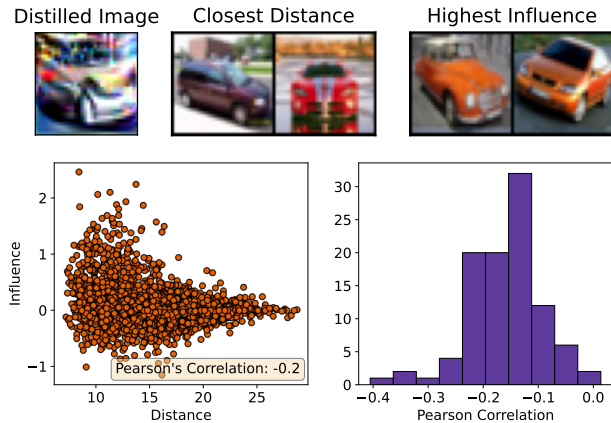 Distilled Image
Closest Distance
Highest Influence
2
1
0
−1
Influence
10
15
20
25
Distance
Pearson's Correlation: -0.2
30
25
20
15
10
5
0
−0.4
−0.3
−0.2
−0.1
0.0
Pearson Correlation